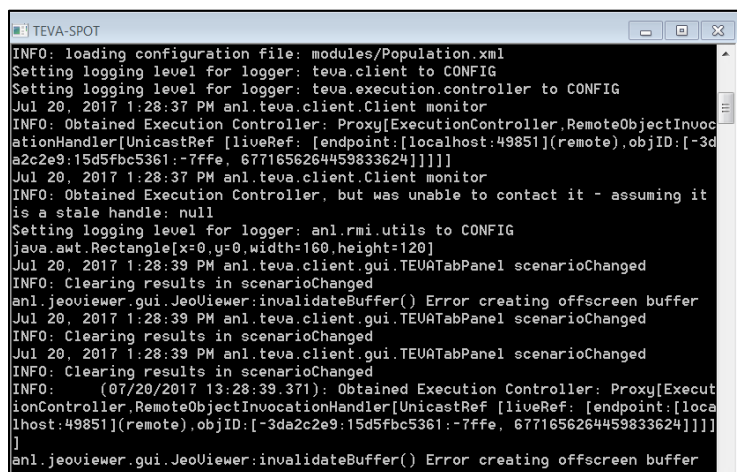 TEVA-SPOT
INFO: loading configuration file: modules/Population.xml
Setting logging level for logger: teva.client to CONFIG
Setting logging level for logger: teva.execution.controller to CONFIG
Jul 20, 2017 1:28:37 PM anl.teva.client.Client monitor
INFO: Obtained Execution Controller: Proxy[ExecutionController,RemoteObjectInvoc
ationHandler[UnicastRef [liveRef: [endpoint:[localhost:49851](remote),objID:[-3d
a2c2e9:15d5fbc5361:-7ffe, 6771656264459833624]]]]]
Jul 20, 2017 1:28:37 PM anl.teva.client.Client monitor
INFO: Obtained Execution Controller, but was unable to contact it - assuming it
is a stale handle: null
Setting logging level for logger: anl.rmi.utils to CONFIG
java.awt.Rectangle[x=0,y=0,width=160,height=120]
Jul 20, 2017 1:28:39 PM anl.teva.client.gui.TEVATabPanel scenarioChanged
INFO: Clearing results in scenarioChanged
anl.jeoviewer.gui.JeoViewer:invalidateBuffer() Error creating offscreen buffer
Jul 20, 2017 1:28:39 PM anl.teva.client.gui.TEVATabPanel scenarioChanged
INFO: Clearing results in scenarioChanged
Jul 20, 2017 1:28:39 PM anl.teva.client.gui.TEVATabPanel scenarioChanged
INFO: Clearing results in scenarioChanged
INFO:     (07/20/2017 13:28:39.371): Obtained Execution Controller: Proxy[Execut
ionController,RemoteObjectInvocationHandler[UnicastRef [liveRef: [endpoint:[loca
lhost:49851](remote),objID:[-3da2c2e9:15d5fbc5361:-7ffe, 6771656264459833624]]]]
]
anl.jeoviewer.gui.JeoViewer:invalidateBuffer() Error creating offscreen buffer